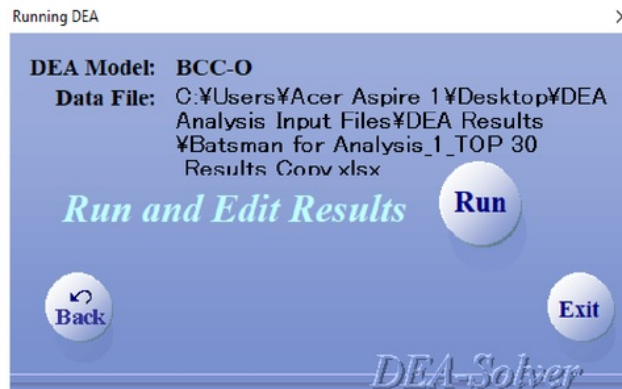 Running DEA
DEA Model: BCC-O
Data File: C:¥Users¥Acer Aspire 1¥Desktop¥DEA
Analysis Input Files¥DEA Results
¥Batsman for Analysis_1_TOP 30
Results Copy.xlsx
Run and Edit Results
Run
Back
Exit
DEA-Solver